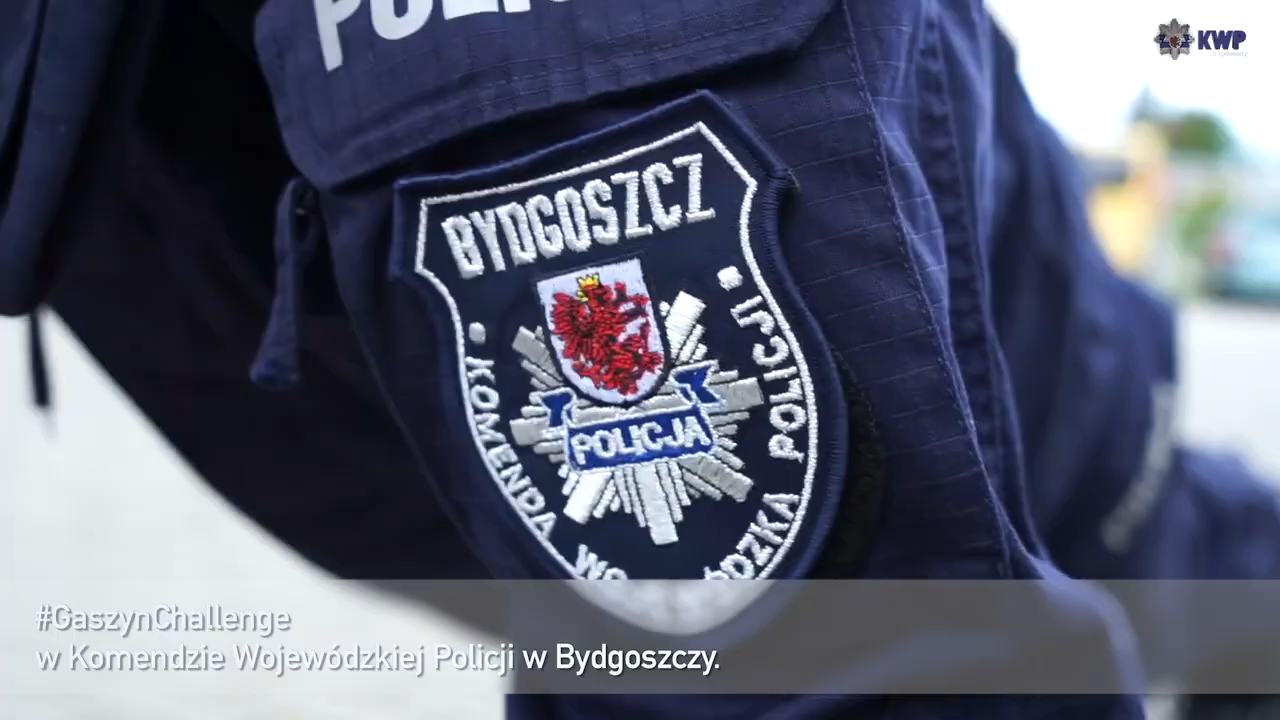 KWP
BYDGOSZCZ
POLICJA
KOMENDA
POLICJI
#GaszynChallenge
w Komendzie Wojewódzkiej Policji w Bydgoszczy.